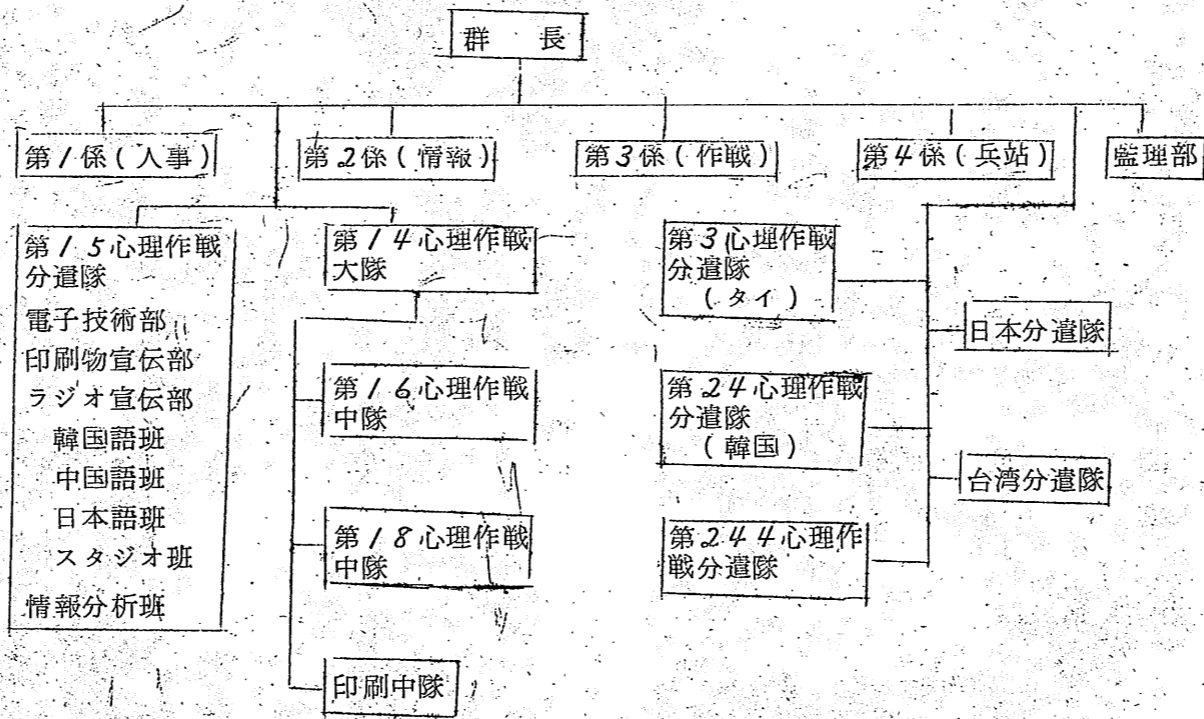 群　長
第1係(人事)
第2係(情報)
第3係(作戦)
第4係(兵站)
監理部
第15心理作戦
分遣隊
電子技術部
印刷物宣伝部
ラジオ宣伝部
韓国語班
中国語班
日本語班
スタジオ班
情報分析班
第14心理作戦
大隊
第16心理作戦
中隊
第18心理作戦
中隊
印刷中隊
第3心理作戦
分遣隊
(タイ)
第24心理作戦
分遣隊
(韓国)
第244心理作
戦分遣隊
日本分遣隊
台湾分遣隊